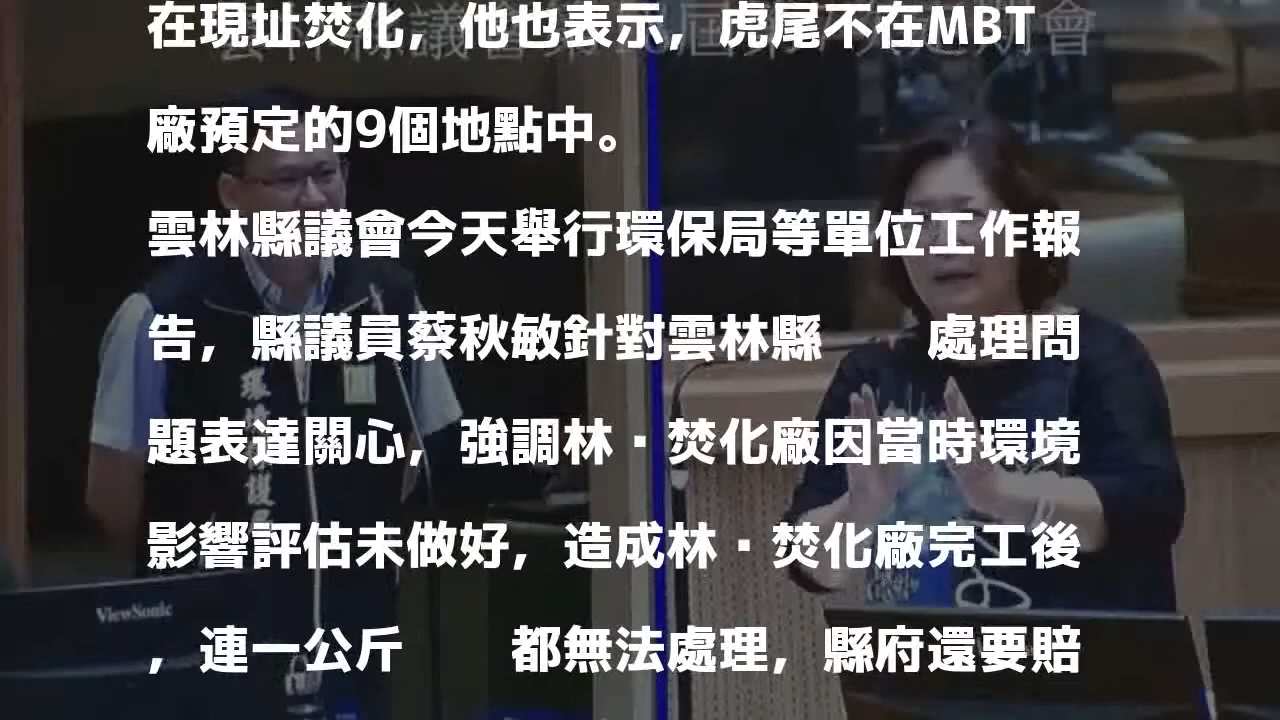 在現址焚化，他也表示，虎尾不在MBT
廠預定的9個地點中。
雲林縣議會今天舉行環保局等單位工作報
告，縣議員蔡秋敏針對雲林縣　　處理問
題表達關心，強調林·焚化廠因當時環境
影響評估未做好，造成林·焚化廠完工後
，連一公斤　　都無法處理，縣府還要賠
ViewSonic